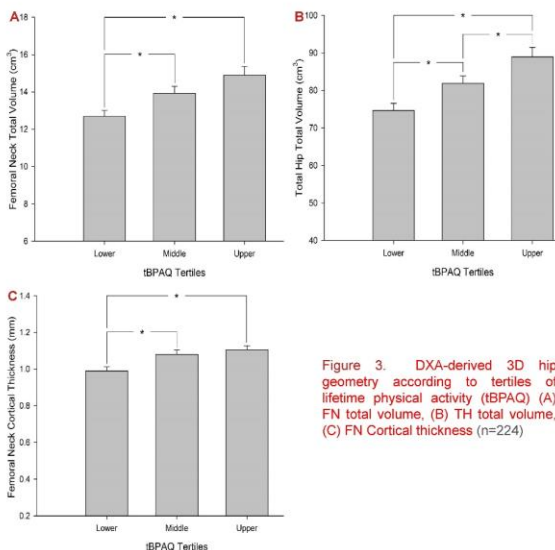 A
Femoral Neck Total Volume (cm³)
18
16
14
12
10
8
6
*
*
Lower
Middle
Upper
tBPAQ Tertiles
B
Total Hip Total Volume (cm³)
100
90
80
70
60
50
40
*
*
*
Lower
Middle
Upper
tBPAQ Tertiles
C
Femoral Neck Cortical Thickness (mm)
1.4
1.2
1.0
0.8
0.6
0.4
0.2
*
*
Lower
Middle
Upper
tBPAQ Tertiles
Figure 3. DXA-derived 3D hip
geometry according to tertiles of
lifetime physical activity (tBPAQ) (A)
FN total volume, (B) TH total volume,
(C) FN Cortical thickness (n=224)